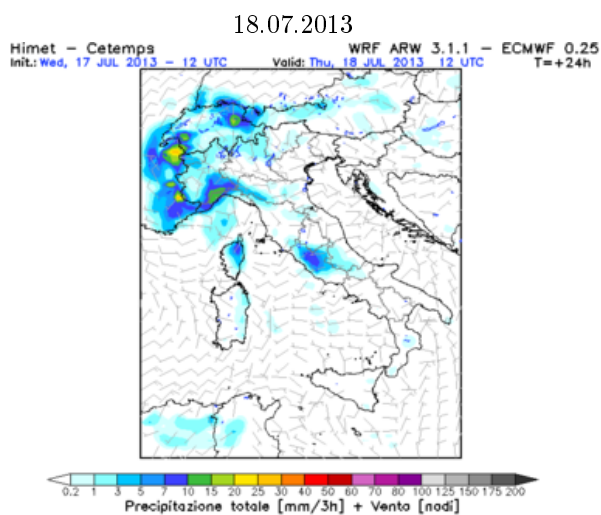 18.07.2013
Himet – Cetemps WRF ARW 3.1.1 – ECMWF 0.25
Init.: Wed, 17 JUL 2013 – 12 UTC Valid: Thu, 18 JUL 2013 12 UTC T=+24h
0.2 1 3 5 7 10 15 20 25 30 40 50 60 70 80 90 100 125 150 175 200
Precipitazione totale [mm/3h] + Vento [nodi]